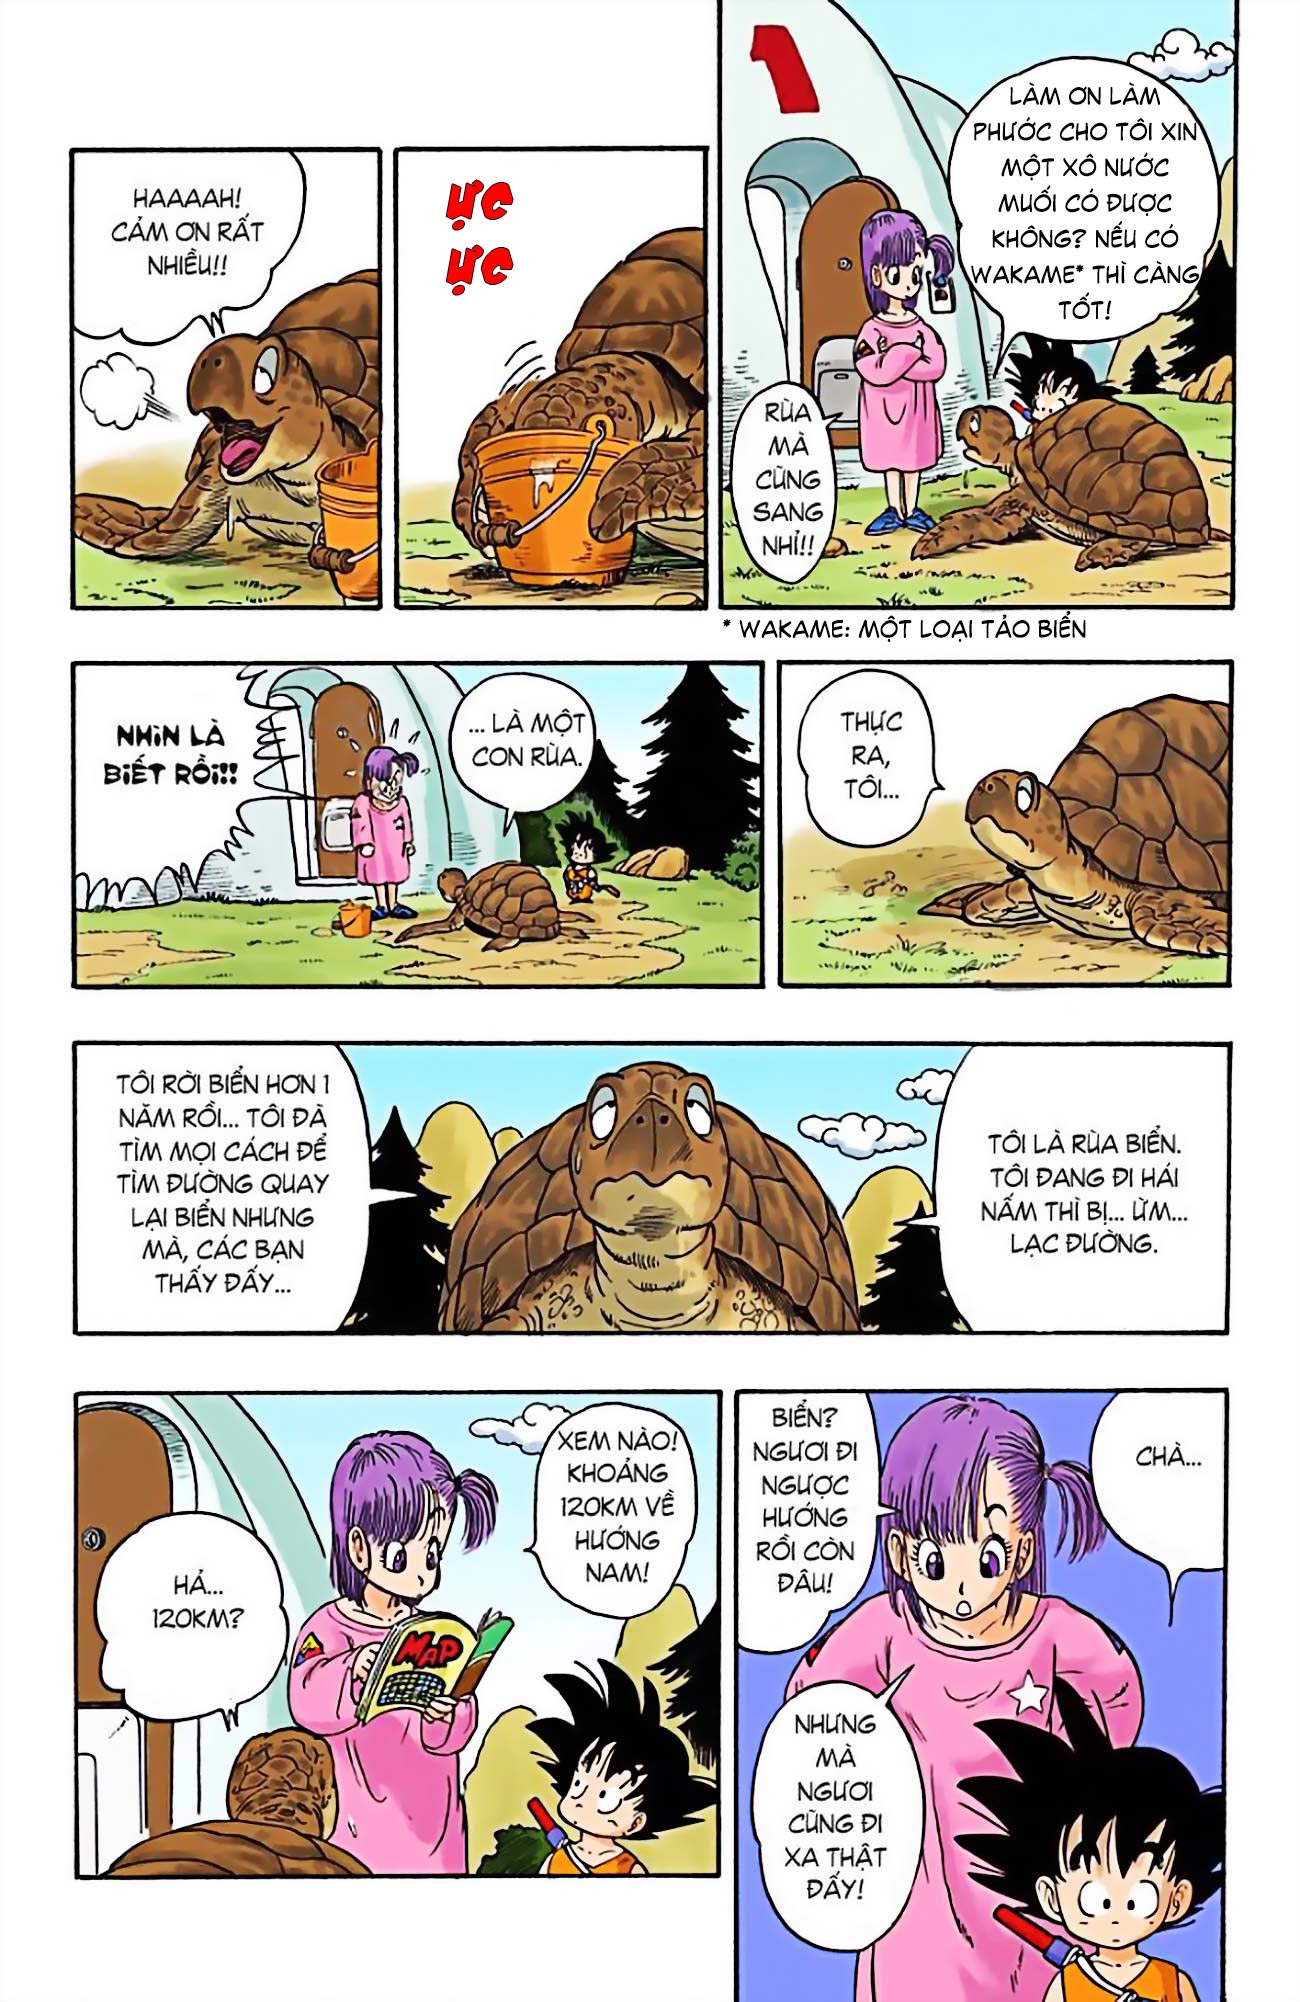 1
LÀM ƠN LÀM
PHƯỚC CHO TÔI XIN
MỘT XÔ NƯỚC
MUỐI CÓ ĐƯỢC
KHÔNG? NẾU CÓ
WAKAME* THÌ CÀNG
TỐT!
RÙA
MÀ
CŨNG
SANG
NHỈ!!
* WAKAME: MỘT LOẠI TẢO BIỂN
ỰC
ỰC
HAAAAH!
CẢM ƠN RẤT
NHIỀU!!
THỰC
RA,
TÔI...
... LÀ MỘT
CON RÙA.
NHÌN LÀ
BIẾT RỒI!!
TÔI LÀ RÙA BIỂN.
TÔI ĐANG ĐI HÁI
NẤM THÌ BỊ... ỪM...
LẠC ĐƯỜNG.
TÔI RỜI BIỂN HƠN 1
NĂM RỒI... TÔI ĐÀ
TÌM MỌI CÁCH ĐỂ
TÌM ĐƯỜNG QUAY
LẠI BIỂN NHƯNG
MÀ, CÁC BẠN
THẤY ĐẤY...
CHÀ...
BIỂN?
NGƯƠI ĐI
NGƯỢC
HƯỚNG
RỒI CÒN
ĐÂU!
NHƯNG
MÀ
NGƯƠI
CŨNG ĐI
XA THẬT
ĐẤY!
XEM NÀO!
KHOẢNG
120KM VỀ
HƯỚNG
NAM!
MAP
HẢ...
120KM?